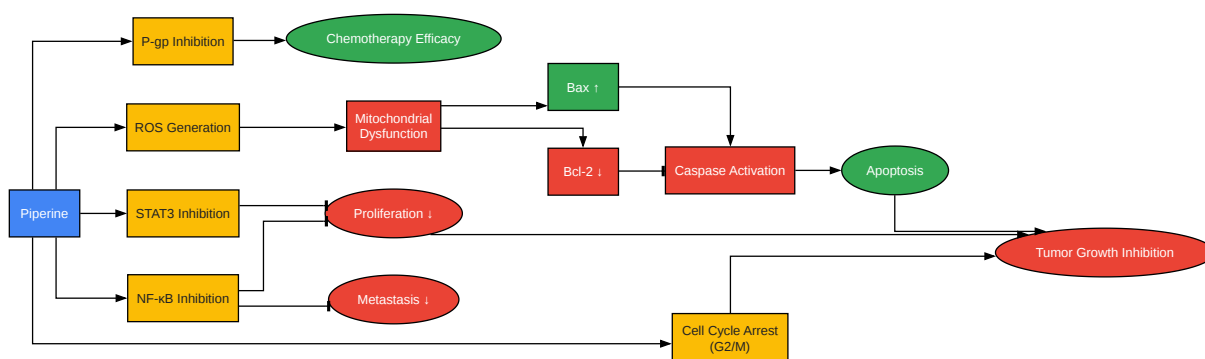 P-gp Inhibition
Chemotherapy Efficacy
Bax ↑
ROS Generation
Mitochondrial
Dysfunction
Bcl-2 ↓
Caspase Activation
Apoptosis
Piperine
STAT3 Inhibition
Proliferation ↓
Tumor Growth Inhibition
NF-κB Inhibition
Metastasis ↓
Cell Cycle Arrest
(G2/M)